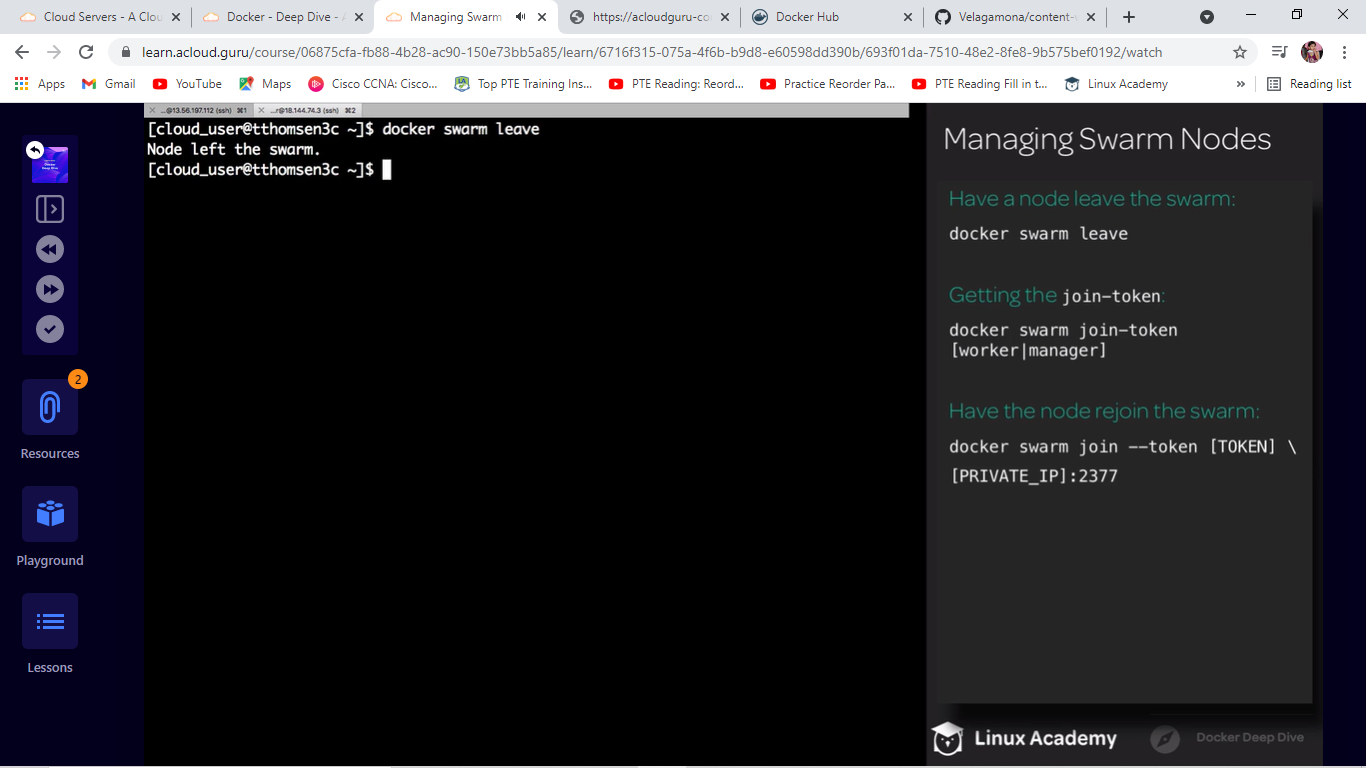 Cloud Servers - A Clou
Docker - Deep Dive - A
Managing Swarm
https://acloudguru-co
Docker Hub
Velagamona/content-
learn.acloud.guru/course/06875cfa-fb88-4b28-ac90-150e73bb5a85/learn/6716f315-075a-4f6b-b9d8-e60598dd390b/693f01da-7510-48e2-8fe8-9b575bef0192/watch
Apps
Gmail
YouTube
Maps
Cisco CCNA: Cisco...
Top PTE Training Ins...
PTE Reading: Reord...
Practice Reorder Pa...
PTE Reading Fill in t...
Linux Academy
»
Reading list
...@13.56.197.112 (ssh) ⌘1
...r@18.144.74.3 (ssh) ⌘2
[cloud_user@tthomsen3c ~]$ docker swarm leave
Node left the swarm.
[cloud_user@tthomsen3c ~]$
Docker
Deep Dive
2
Resources
Playground
Lessons
Managing Swarm Nodes
Have a node leave the swarm:
docker swarm leave
Getting the join-token:
docker swarm join-token
[worker|manager]
Have the node rejoin the swarm:
docker swarm join --token [TOKEN] \
[PRIVATE_IP]:2377
Linux Academy
Docker Deep Dive